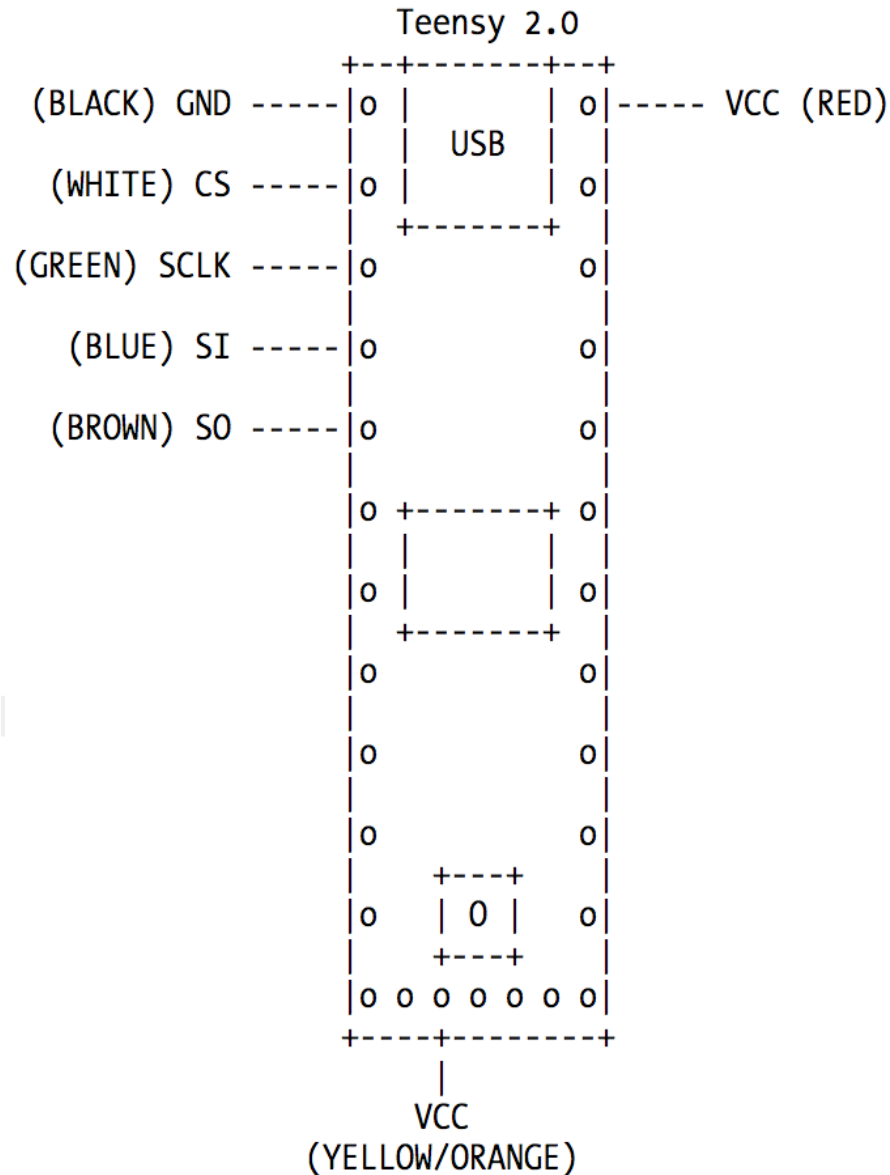 Teensy 2.0
                  +--+-------+--+
 (BLACK) GND -----|o |       | o|----- VCC (RED)
                  |  |  USB  |  |
  (WHITE) CS -----|o |       | o|
                  |  +-------+  |
(GREEN) SCLK -----|o           o|
                  |             |
   (BLUE) SI -----|o           o|
                  |             |
  (BROWN) SO -----|o           o|
                  |             |
                  |o +-------+ o|
                  |  |       |  |
                  |o |       | o|
                  |  +-------+  |
                  |o           o|
                  |             |
                  |o           o|
                  |             |
                  |o           o|
                  |    +---+    |
                  |o   | O |   o|
                  |    +---+    |
                  |o o o o o o o|
                  +----+--------+
                       |
                      VCC
                (YELLOW/ORANGE)